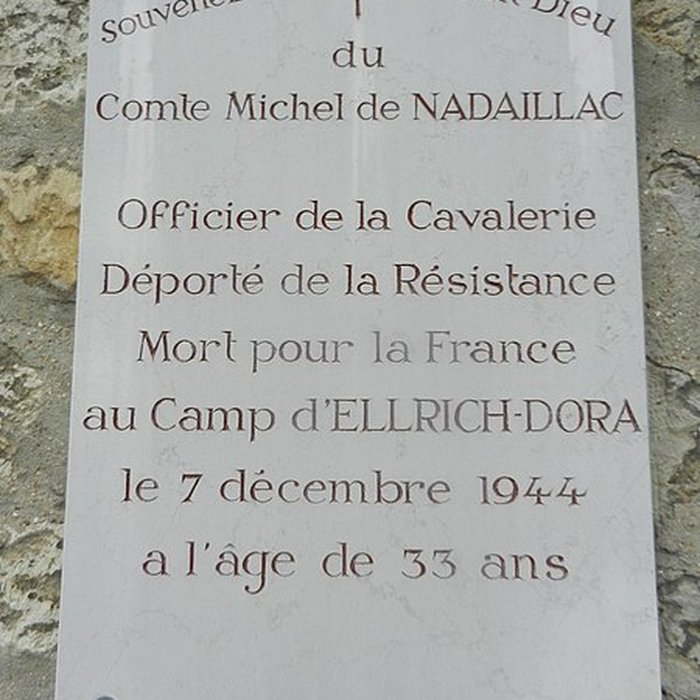 Dieu
du
Comte Michel de NADAILLAC
Officier de la Cavalerie
Déporté de la Résistance
Mort pour la France
au Camp d'ELLRICH-DORA
le 7 décembre 1944
a l'âge de 33 ans